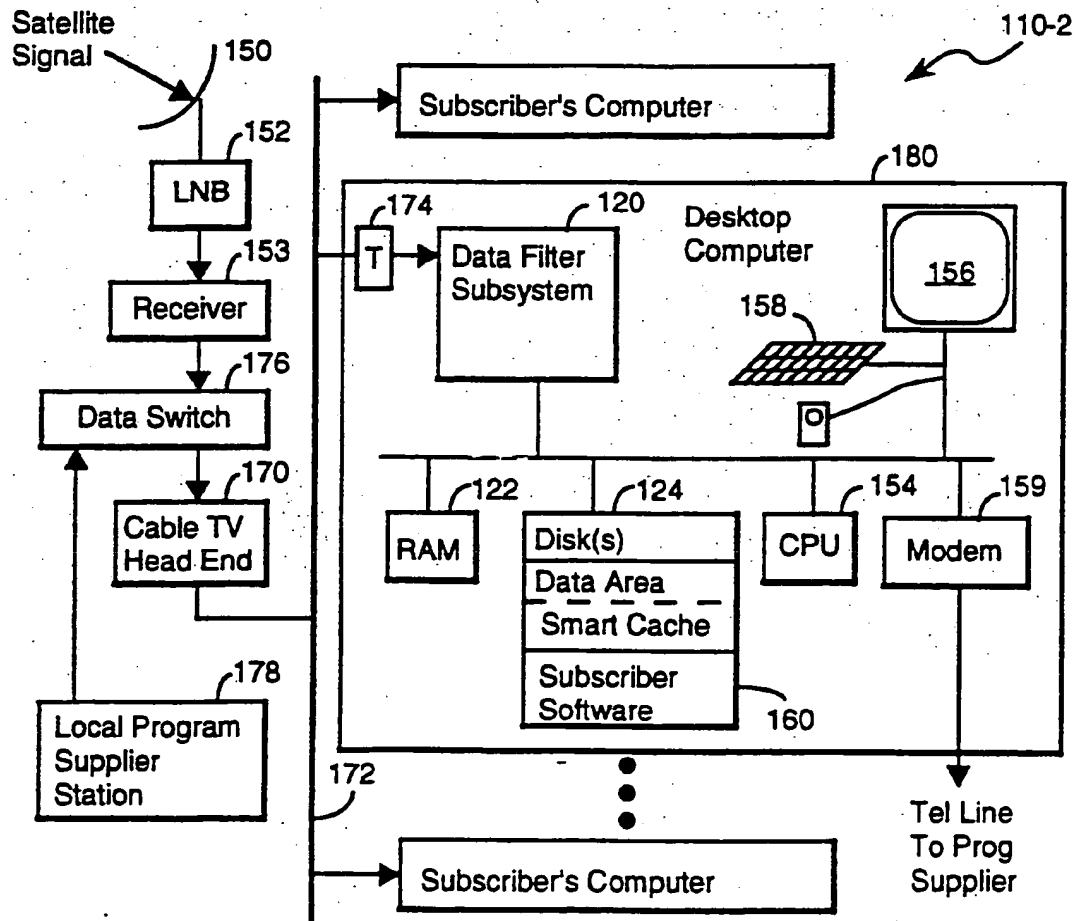 Satellite
Signal
150
110-2
Subscriber's Computer
152
LNB
180
174
T
120
Data Filter
Subsystem
Desktop
Computer
156
153
Receiver
158
176
Data Switch
170
Cable TV
Head End
122
RAM
124
Disk(s)
Data Area
Smart Cache
Subscriber
Software
160
154
CPU
159
Modem
178
Local Program
Supplier
Station
172
Tel Line
To Prog
Supplier
Subscriber's Computer